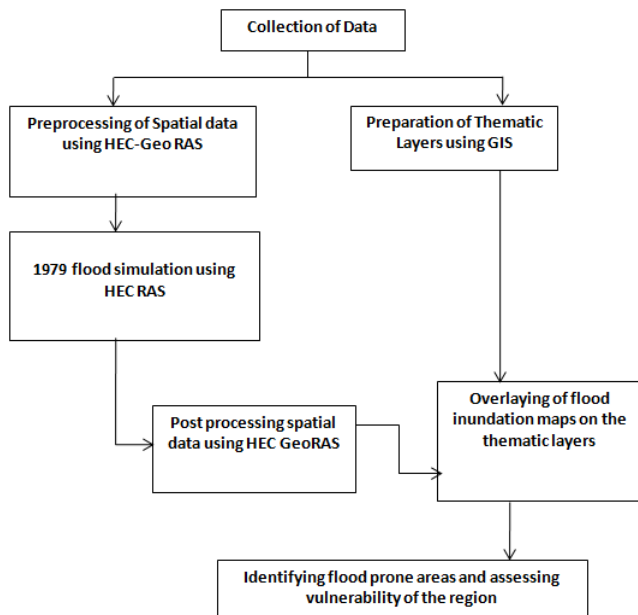 Collection of Data
Preprocessing of Spatial data
using HEC-Geo RAS
Preparation of Thematic
Layers using GIS
1979 flood simulation using
HEC RAS
Post processing spatial
data using HEC GeoRAS
Overlaying of flood
inundation maps on the
thematic layers
Identifying flood prone areas and assessing
vulnerability of the region